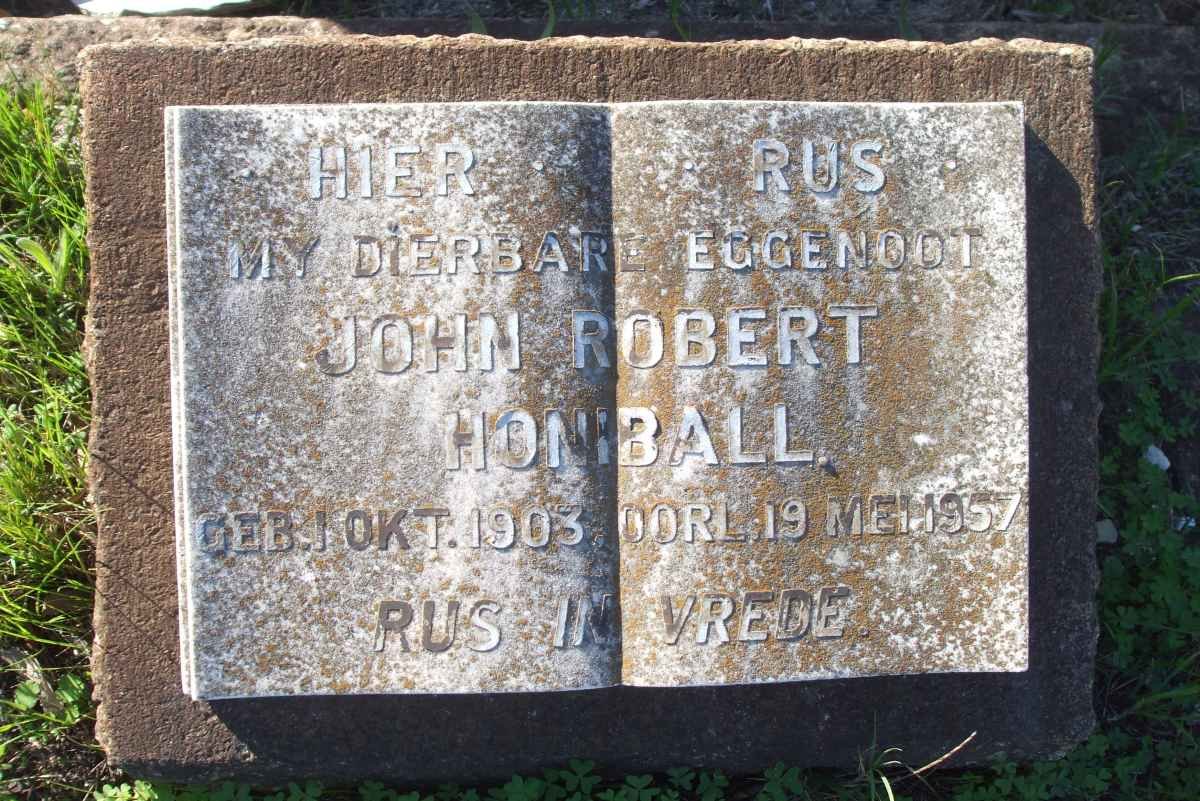 · HIER · · RUS ·
MY DIERBARE EGGENOOT
JOHN ROBERT
HONIBALL.
GEB. 1 OKT. 1903. OORL. 19 MEI. 1957
RUS IN VREDE.